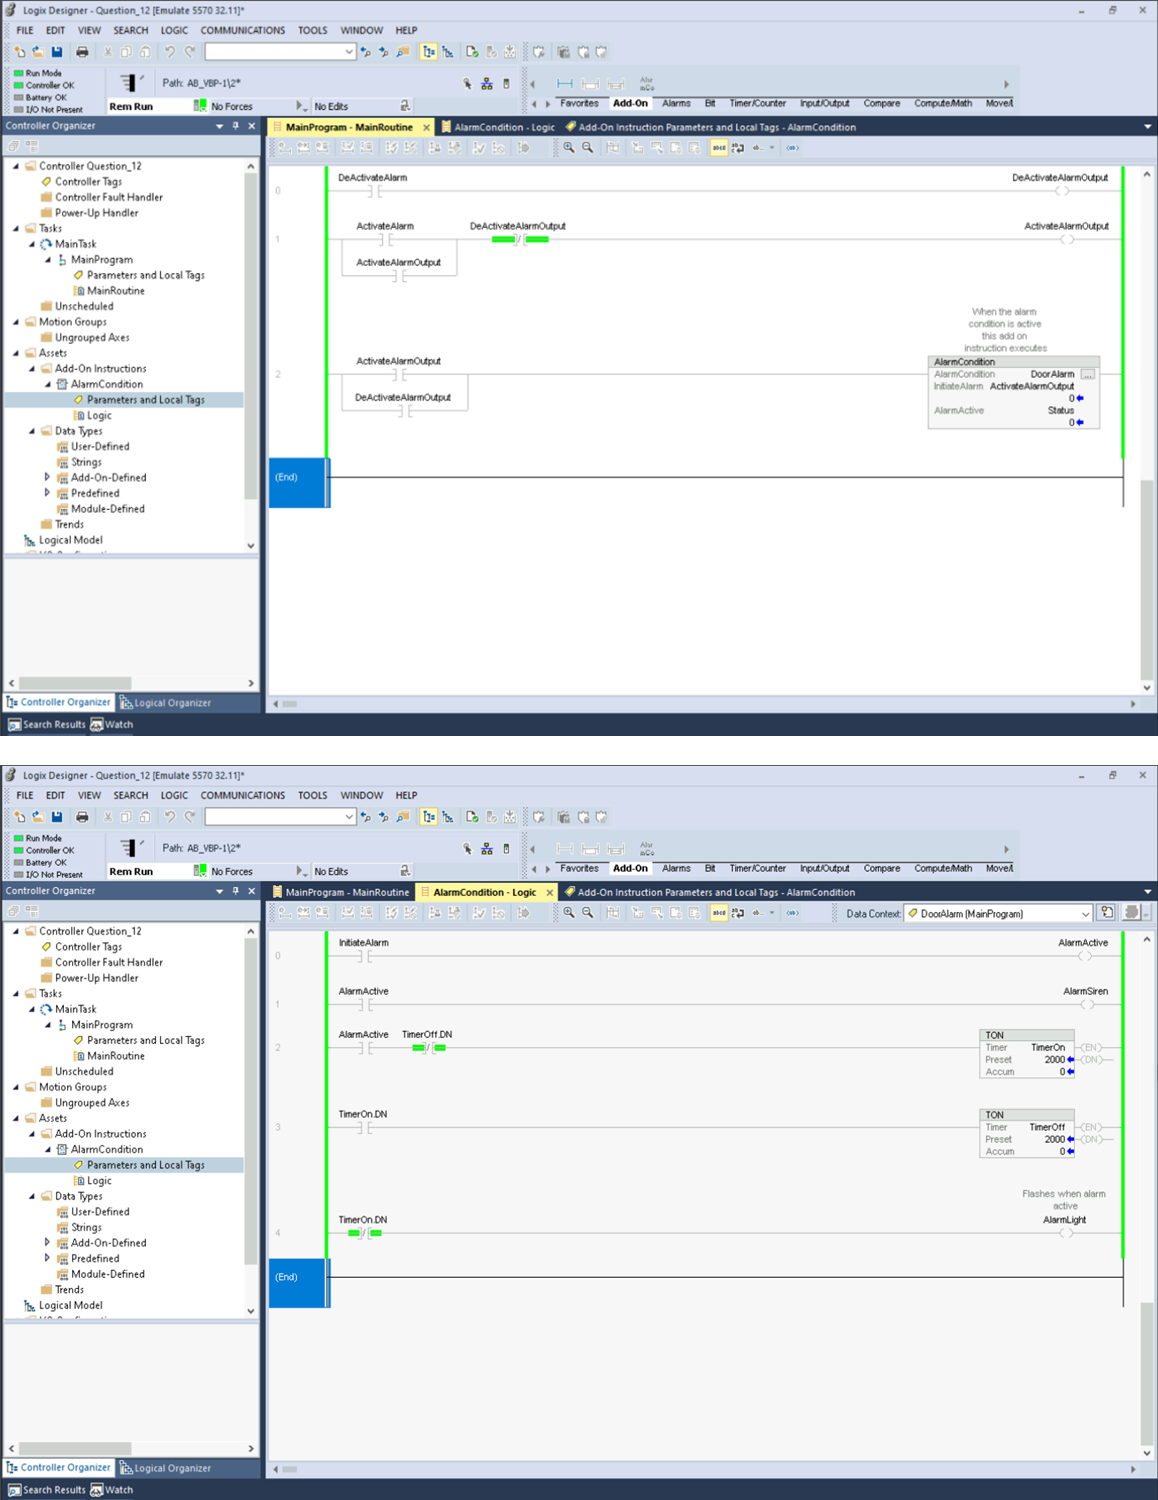 Logix Designer - Question_12 [Emulate 5570 32.11]*
FILE EDIT VIEW SEARCH LOGIC COMMUNICATIONS TOOLS WINDOW HELP
Run Mode
Controller OK
Battery OK
I/O Not Present
Path: AB_VBP-1\2*
Rem Run No Forces No Edits
Favorites Add-On Alarms Bit Timer/Counter Input/Output Compare Compute/Math Move/L
Controller Organizer
MainProgram - MainRoutine AlarmCondition - Logic Add-On Instruction Parameters and Local Tags - AlarmCondition
Controller Question_12
Controller Tags
Controller Fault Handler
Power-Up Handler
Tasks
MainTask
MainProgram
Parameters and Local Tags
MainRoutine
Unscheduled
Motion Groups
Ungrouped Axes
Assets
Add-On Instructions
AlarmCondition
Parameters and Local Tags
Logic
Data Types
User-Defined
Strings
Add-On-Defined
Predefined
Module-Defined
Trends
Logical Model
Controller Organizer Logical Organizer
Search Results Watch
0
DeActivateAlarm
DeActivateAlarmOutput
1
ActivateAlarm
DeActivateAlarmOutput
ActivateAlarmOutput
ActivateAlarmOutput
When the alarm
condition is active
this add on
instruction executes
2
ActivateAlarmOutput
DeActivateAlarmOutput
AlarmCondition
AlarmCondition DoorAlarm ...
InitiateAlarm ActivateAlarmOutput
0
AlarmActive Status
0
(End)
Logix Designer - Question_12 [Emulate 5570 32.11]*
FILE EDIT VIEW SEARCH LOGIC COMMUNICATIONS TOOLS WINDOW HELP
Run Mode
Controller OK
Battery OK
I/O Not Present
Path: AB_VBP-1\2*
Rem Run No Forces No Edits
Favorites Add-On Alarms Bit Timer/Counter Input/Output Compare Compute/Math Move/L
Controller Organizer
MainProgram - MainRoutine AlarmCondition - Logic Add-On Instruction Parameters and Local Tags - AlarmCondition
Data Context: DoorAlarm (MainProgram)
Controller Question_12
Controller Tags
Controller Fault Handler
Power-Up Handler
Tasks
MainTask
MainProgram
Parameters and Local Tags
MainRoutine
Unscheduled
Motion Groups
Ungrouped Axes
Assets
Add-On Instructions
AlarmCondition
Parameters and Local Tags
Logic
Data Types
User-Defined
Strings
Add-On-Defined
Predefined
Module-Defined
Trends
Logical Model
Controller Organizer Logical Organizer
Search Results Watch
0
InitiateAlarm
AlarmActive
1
AlarmActive
AlarmSiren
2
AlarmActive TimerOff.DN
TON
Timer TimerOn (EN)
Preset 2000 (DN)
Accum 0
3
TimerOn.DN
TON
Timer TimerOff (EN)
Preset 2000 (DN)
Accum 0
Flashes when alarm
active
4
TimerOn.DN
AlarmLight
(End)